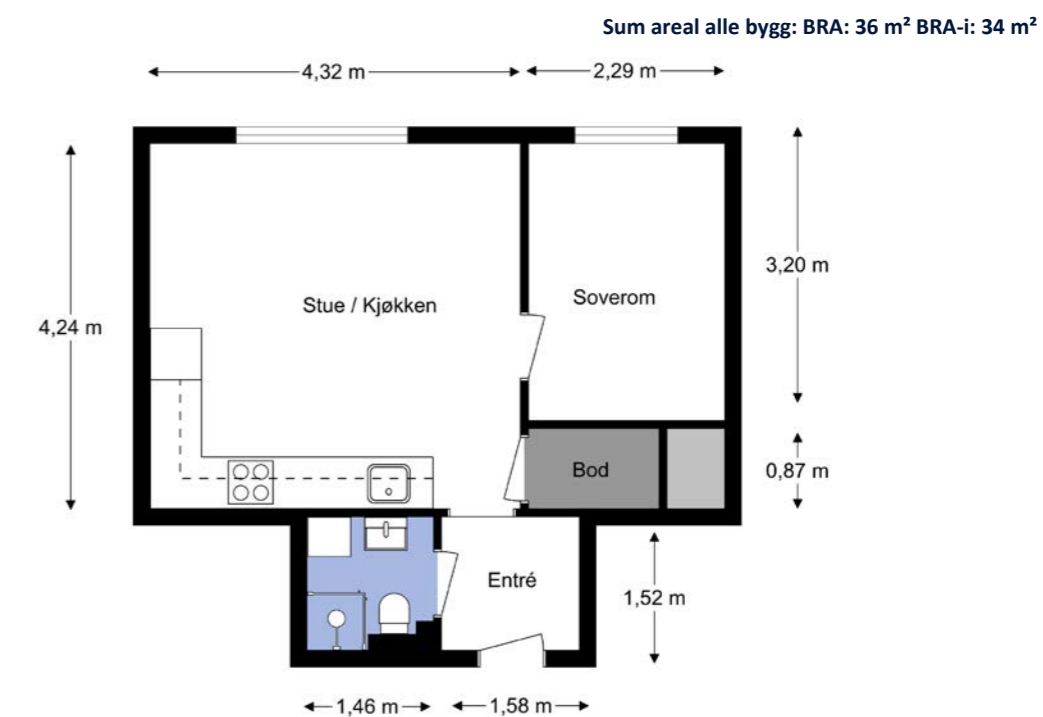 Sum areal alle bygg: BRA: 36 m² BRA-i: 34 m²
4,32 m
2,29 m
3,20 m
Stue / Kjøkken
Soverom
4,24 m
Bod
0,87 m
Entré
1,52 m
1,46 m
1,58 m